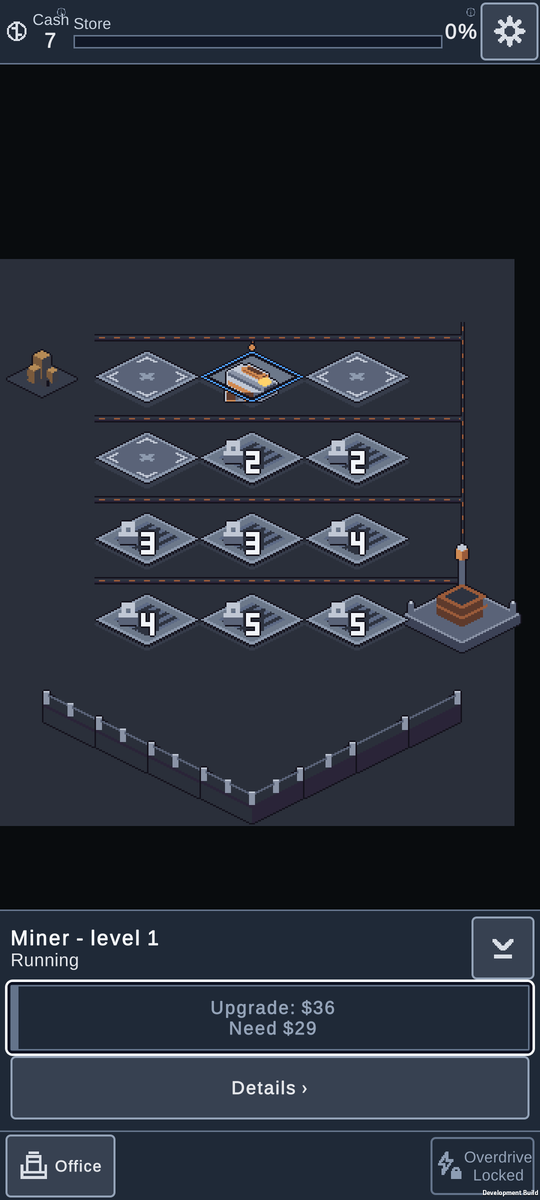 Cash
Store
7
0%
2
2
3
3
4
4
5
5
Miner - level 1
Running
Upgrade: $36
Need $29
Details ›
Office
Overdrive
Locked
Development Build